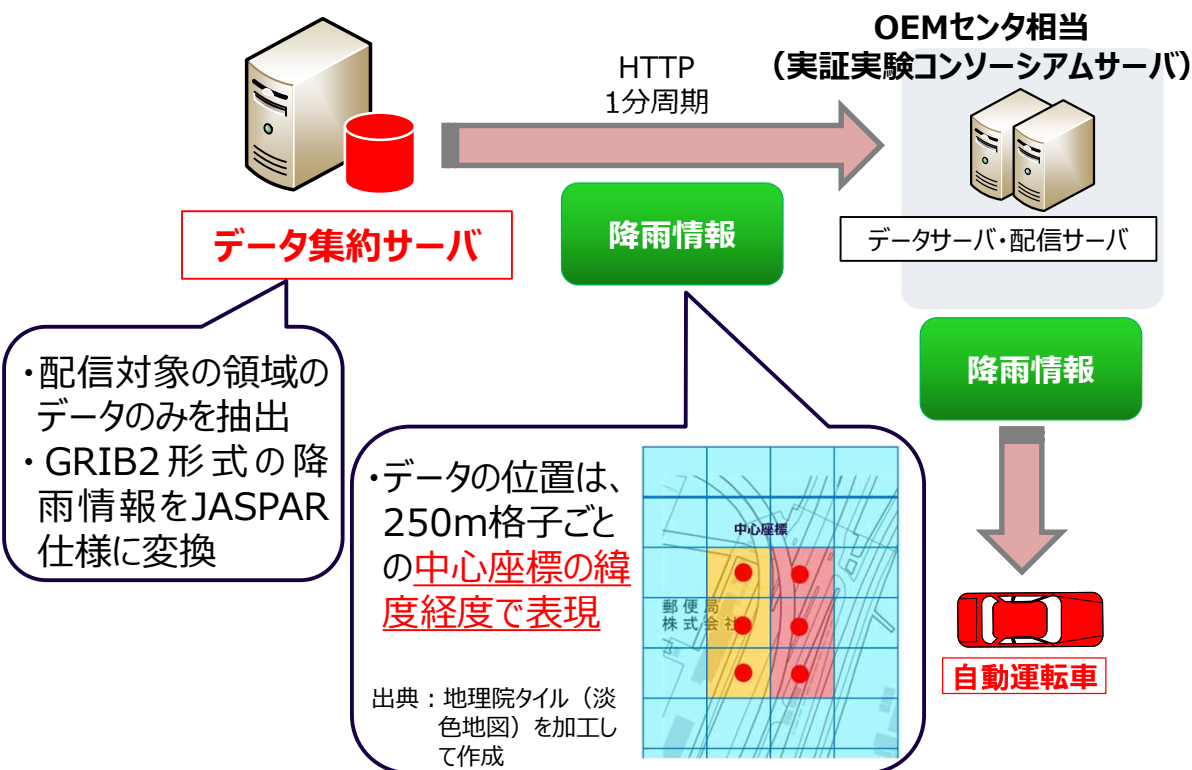 OEMセンタ相当
（実証実験コンソーシアムサーバ）
HTTP
1分周期
データ集約サーバ
降雨情報
データサーバ・配信サーバ
降雨情報
・配信対象の領域の
データのみを抽出
・GRIB2形式の降
雨情報をJASPAR
仕様に変換
・データの位置は、
250m格子ごと
の中心座標の緯
度経度で表現
出典：地理院タイル（淡
色地図）を加工し
て作成
中心座標
郵便局
株式会社
自動運転車